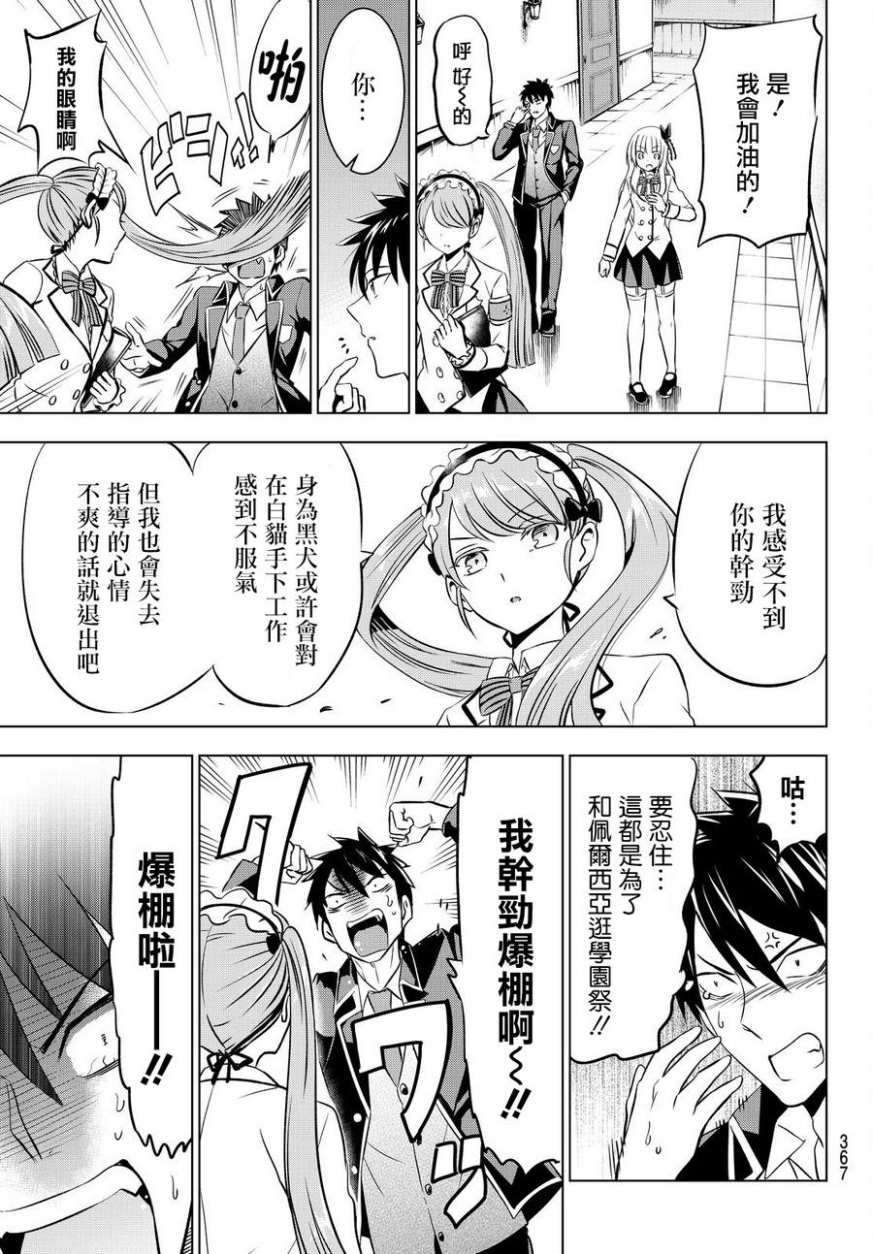 是！
我會加油的！
呼 好～的
你…
啪
ビシィ//
我的眼睛啊
我感受不到
你的幹勁
身為黑犬或許會對
在白貓手下工作
感到不服氣
但我也會失去
指導的心情
不爽的話就退出吧
咕…
要忍住…
這都是為了
和佩爾西亞逛學園祭!!
我幹勁爆棚啊～!!
クワッ
爆棚啦——!!
367